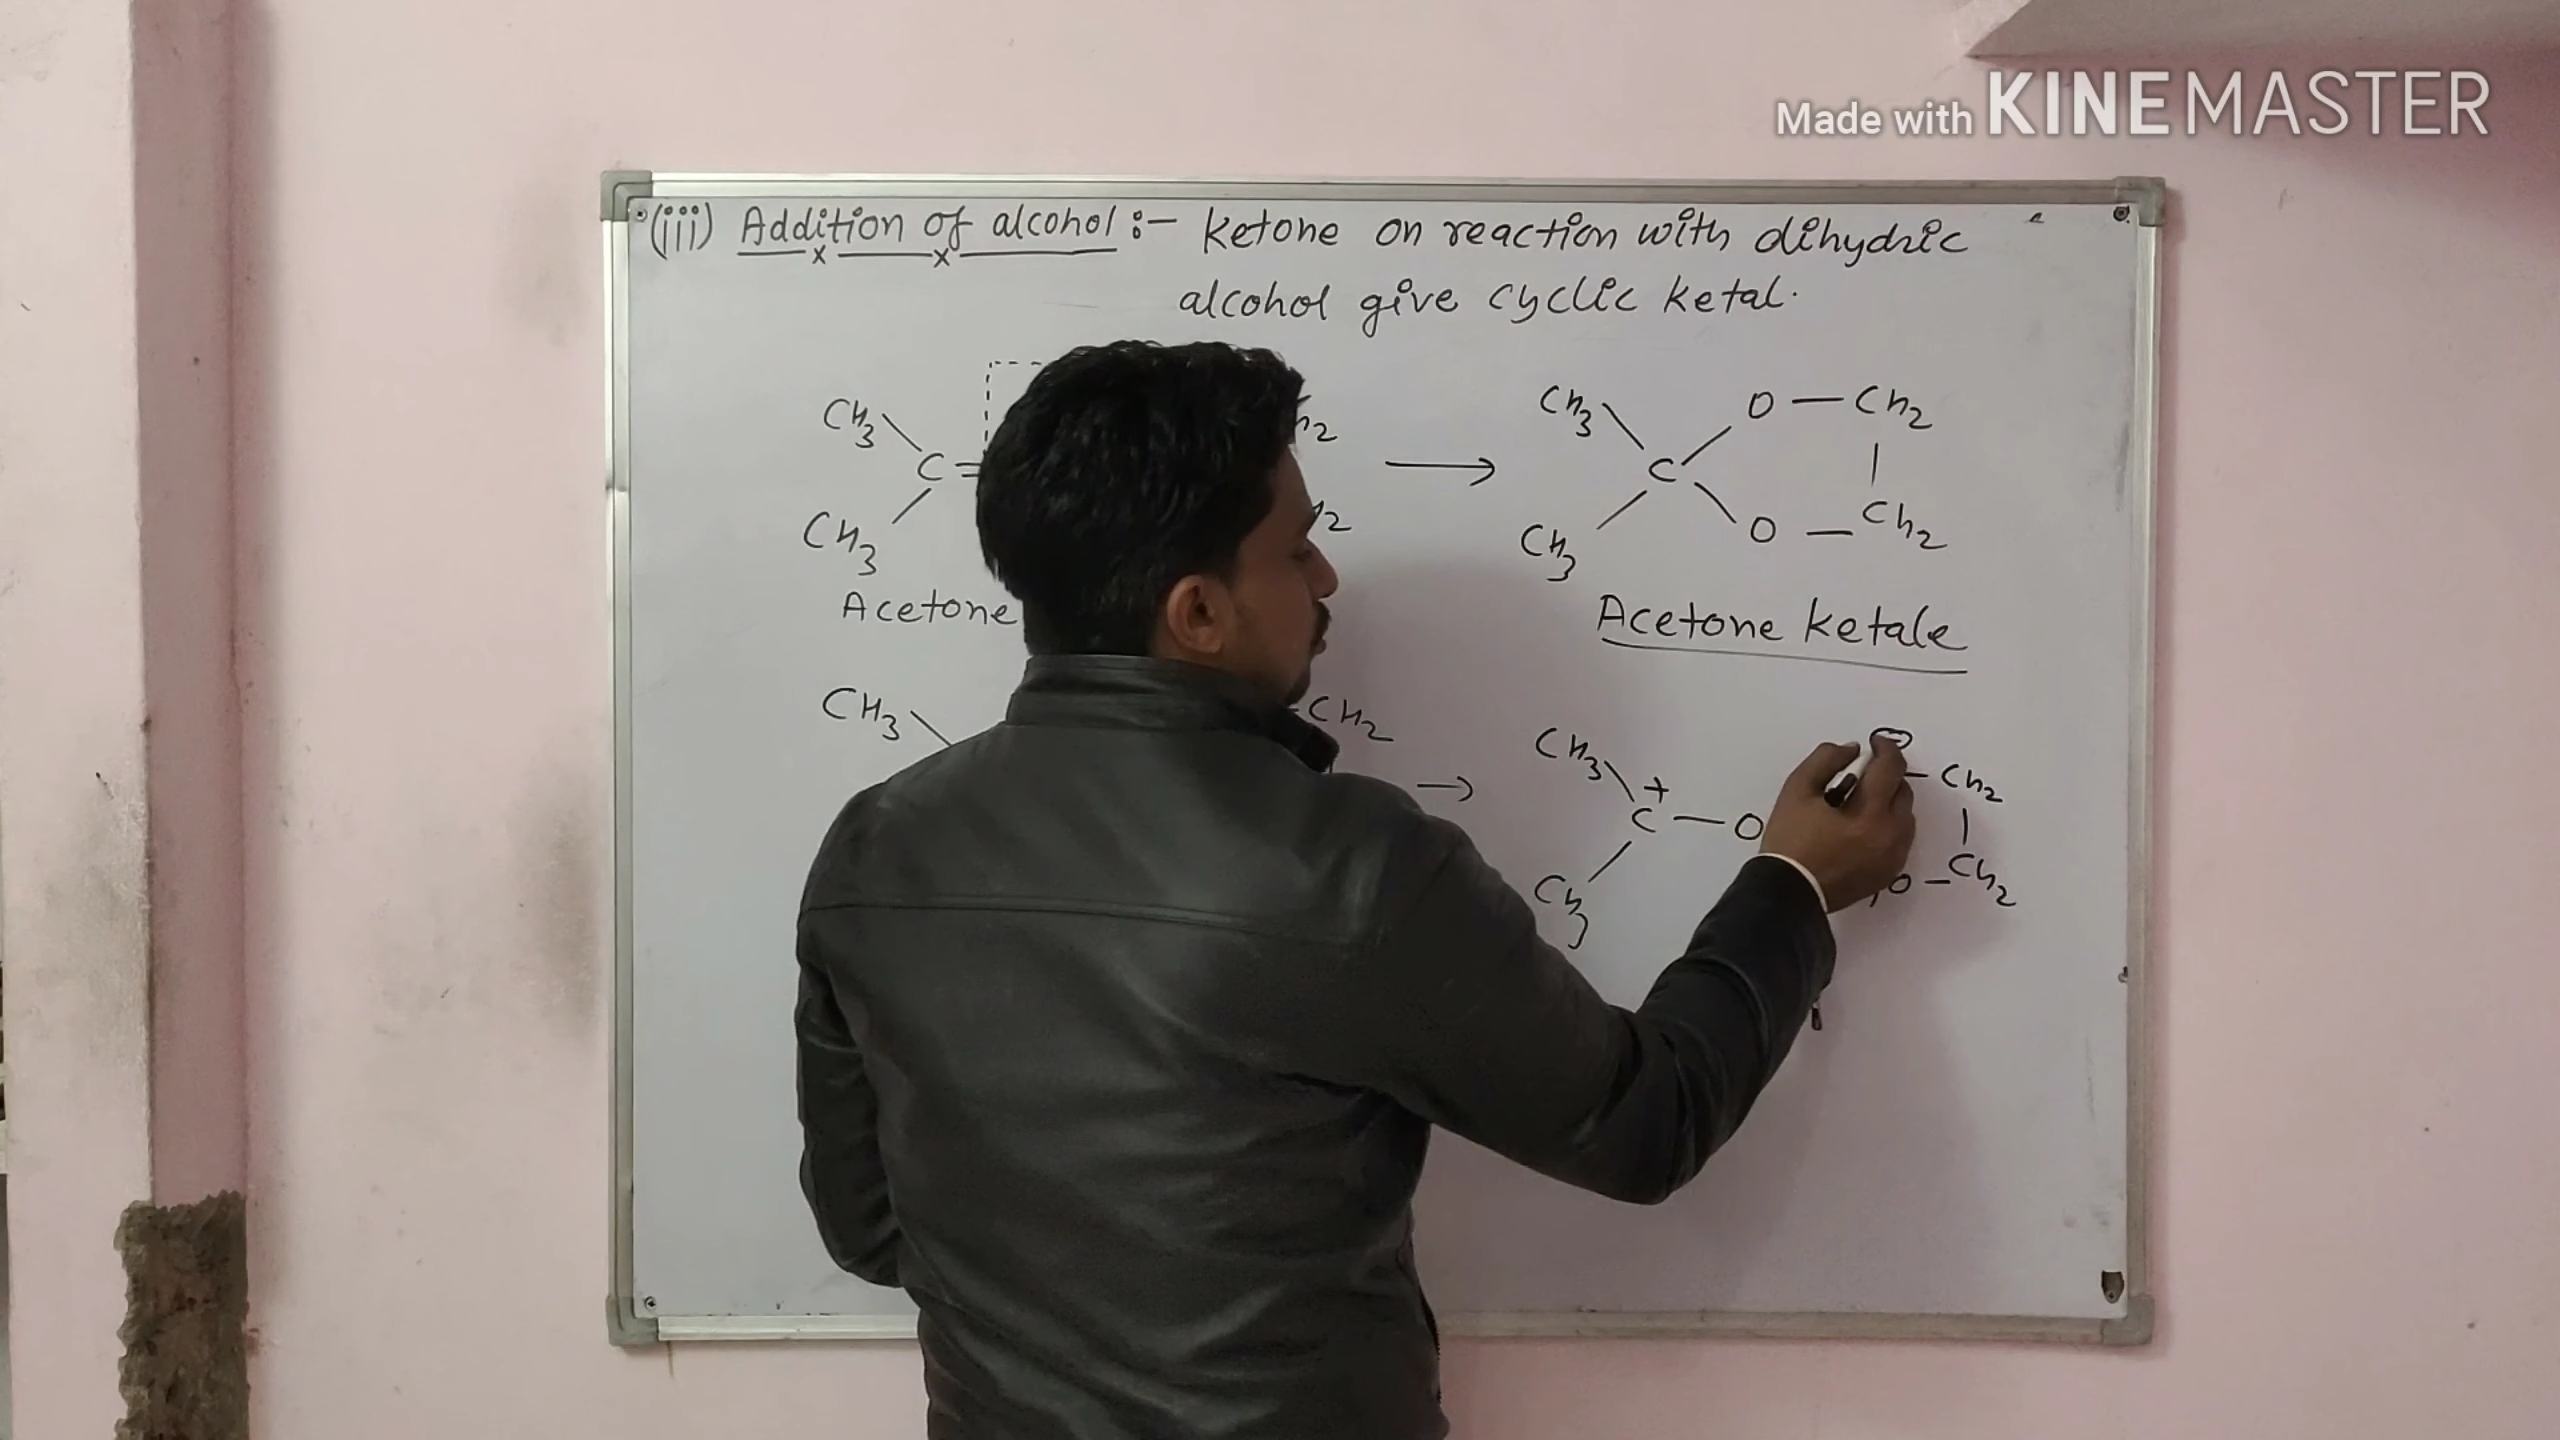 Made with KINEMASTER
(iii) Addition of alcohol :- ketone on reaction with dihydric
alcohol give cyclic ketal.
CH3 CH3 O — CH2
C = C
CH3 CH3 O — CH2
Acetone Acetone ketale
CH3 CH2 → CH3 + — CH2
C — O
CH3 O — CH2